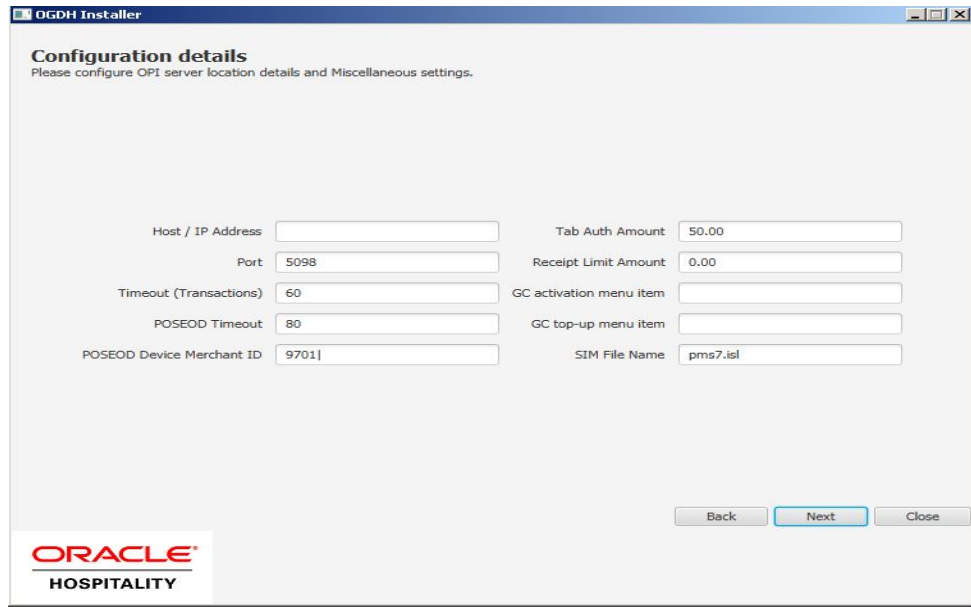 OGDH Installer
Configuration details
Please configure OPI server location details and Miscellaneous settings.
Host / IP Address
Port 5098
Timeout (Transactions) 60
POSEOD Timeout 80
POSEOD Device Merchant ID 9701
Tab Auth Amount 50.00
Receipt Limit Amount 0.00
GC activation menu item
GC top-up menu item
SIM File Name pms7.isl
Back Next Close
ORACLE®
HOSPITALITY